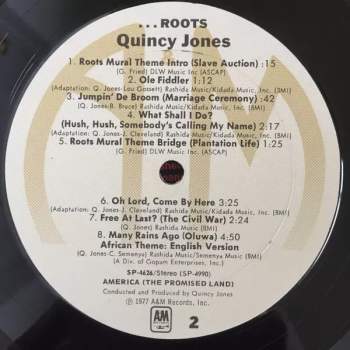 ...ROOTS
Quincy Jones
1. Roots Mural Theme Intro (Slave Auction) :15
(G. Fried) DLW Music Inc (ASCAP)
2. Ole Fiddler 1:12
(Adaptation: Q. Jones-Lou Gossett) Rashida Music/Kidada Music, Inc. (BMI)
3. Jumpin' De Broom (Marriage Ceremony) :42
(Q. Jones-B. Bruce) Rashida Music/Kidada Music Inc. (BMI)
4. What Shall I Do?
(Hush, Hush, Somebody's Calling My Name) 2:17
(Adaptation: Q. Jones-J. Cleveland) Rashida Music/Kidada Music, Inc. (BMI)
5. Roots Mural Theme Bridge (Plantation Life) 1:25
(G. Fried) DLW Music, Inc (ASCAP)
6. Oh Lord, Come By Here 3:25
(Adaptation: Q. Jones-J. Cleveland) Rashida Music/Kidada Music Inc. (BMI)
7. Free At Last? (The Civil War) 2:24
(Adaptation: Q. Jones-J. Cleveland) Rashida Music/Kidada Music Inc. (BMI)
8. Many Rains Ago (Oluwa) 4:50
African Theme: English Version
(Q. Jones-C. Semenya) Rashida Music/Semenya Music (BMI)
(A Div. of Gopam Enterprises, Inc.)
SP-4626/Stereo (SP-4990)
AMERICA (THE PROMISED LAND)
Conducted and Produced by Quincy Jones
℗ 1977 A&M Records, Inc.
A&M
RECORDS
2